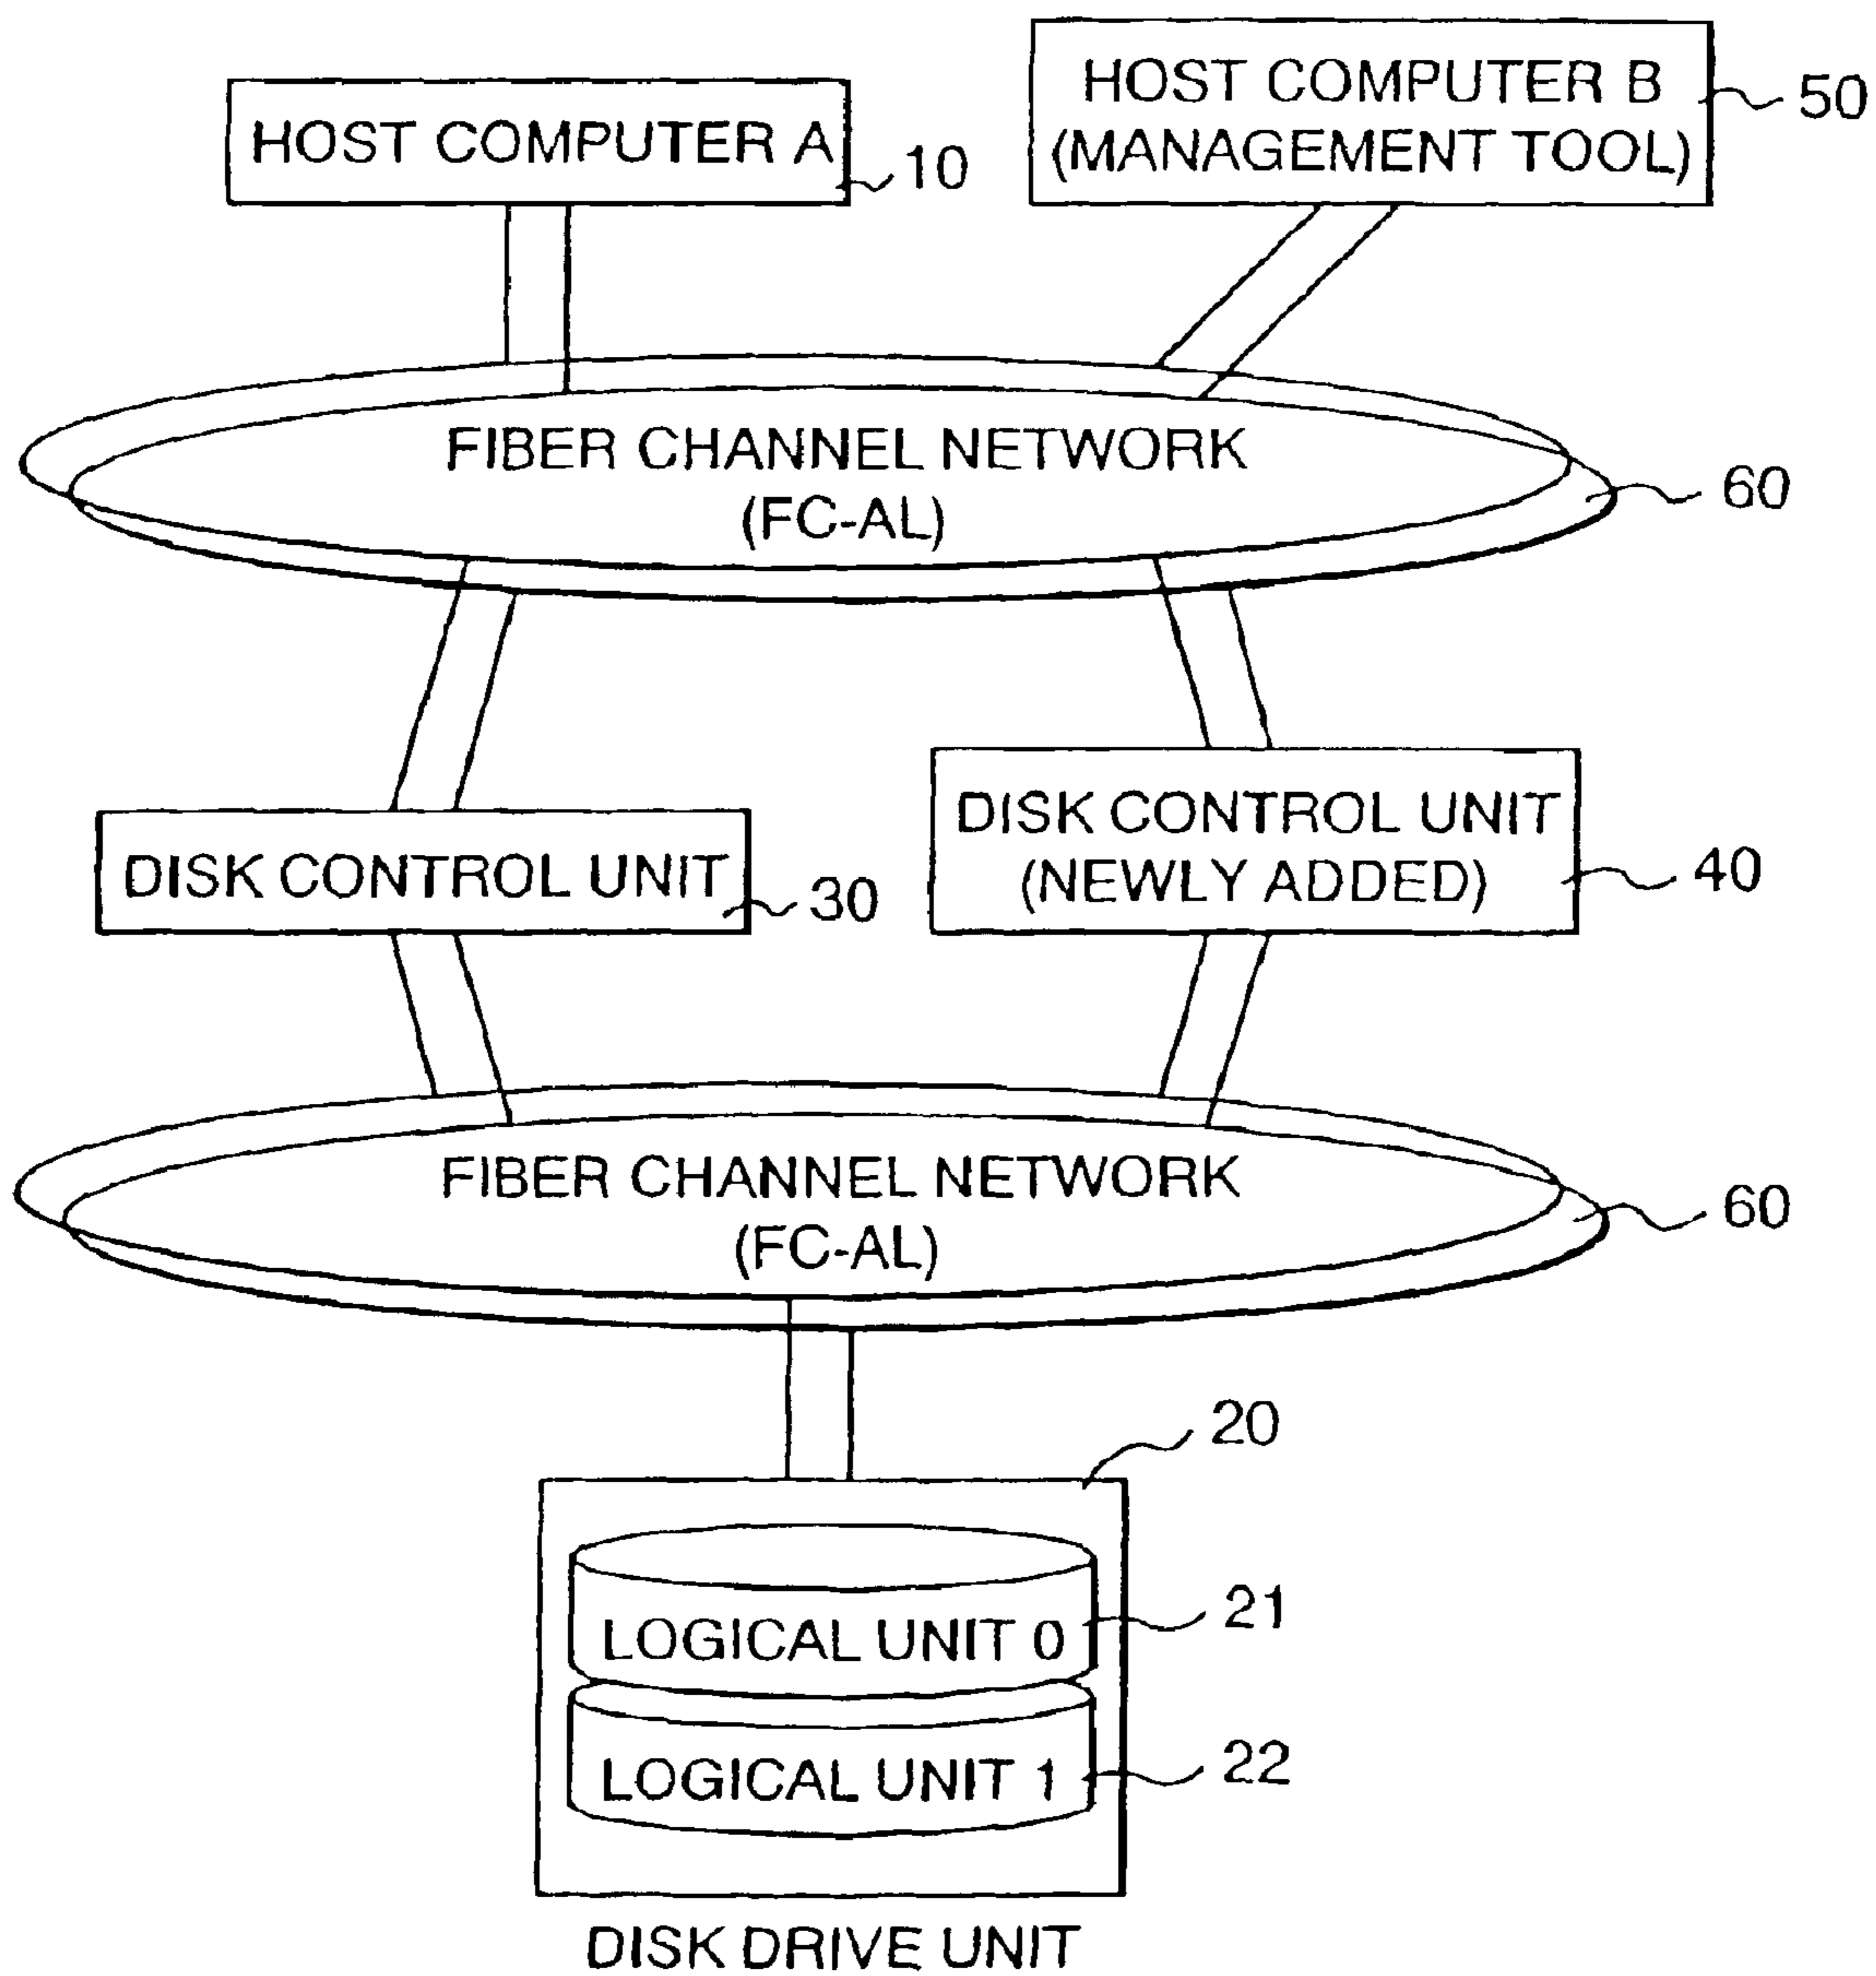 HOST COMPUTER A
10
HOST COMPUTER B
(MANAGEMENT TOOL)
50
FIBER CHANNEL NETWORK
(FC-AL)
60
DISK CONTROL UNIT
30
DISK CONTROL UNIT
(NEWLY ADDED)
40
FIBER CHANNEL NETWORK
(FC-AL)
60
20
LOGICAL UNIT 0
21
LOGICAL UNIT 1
22
DISK DRIVE UNIT